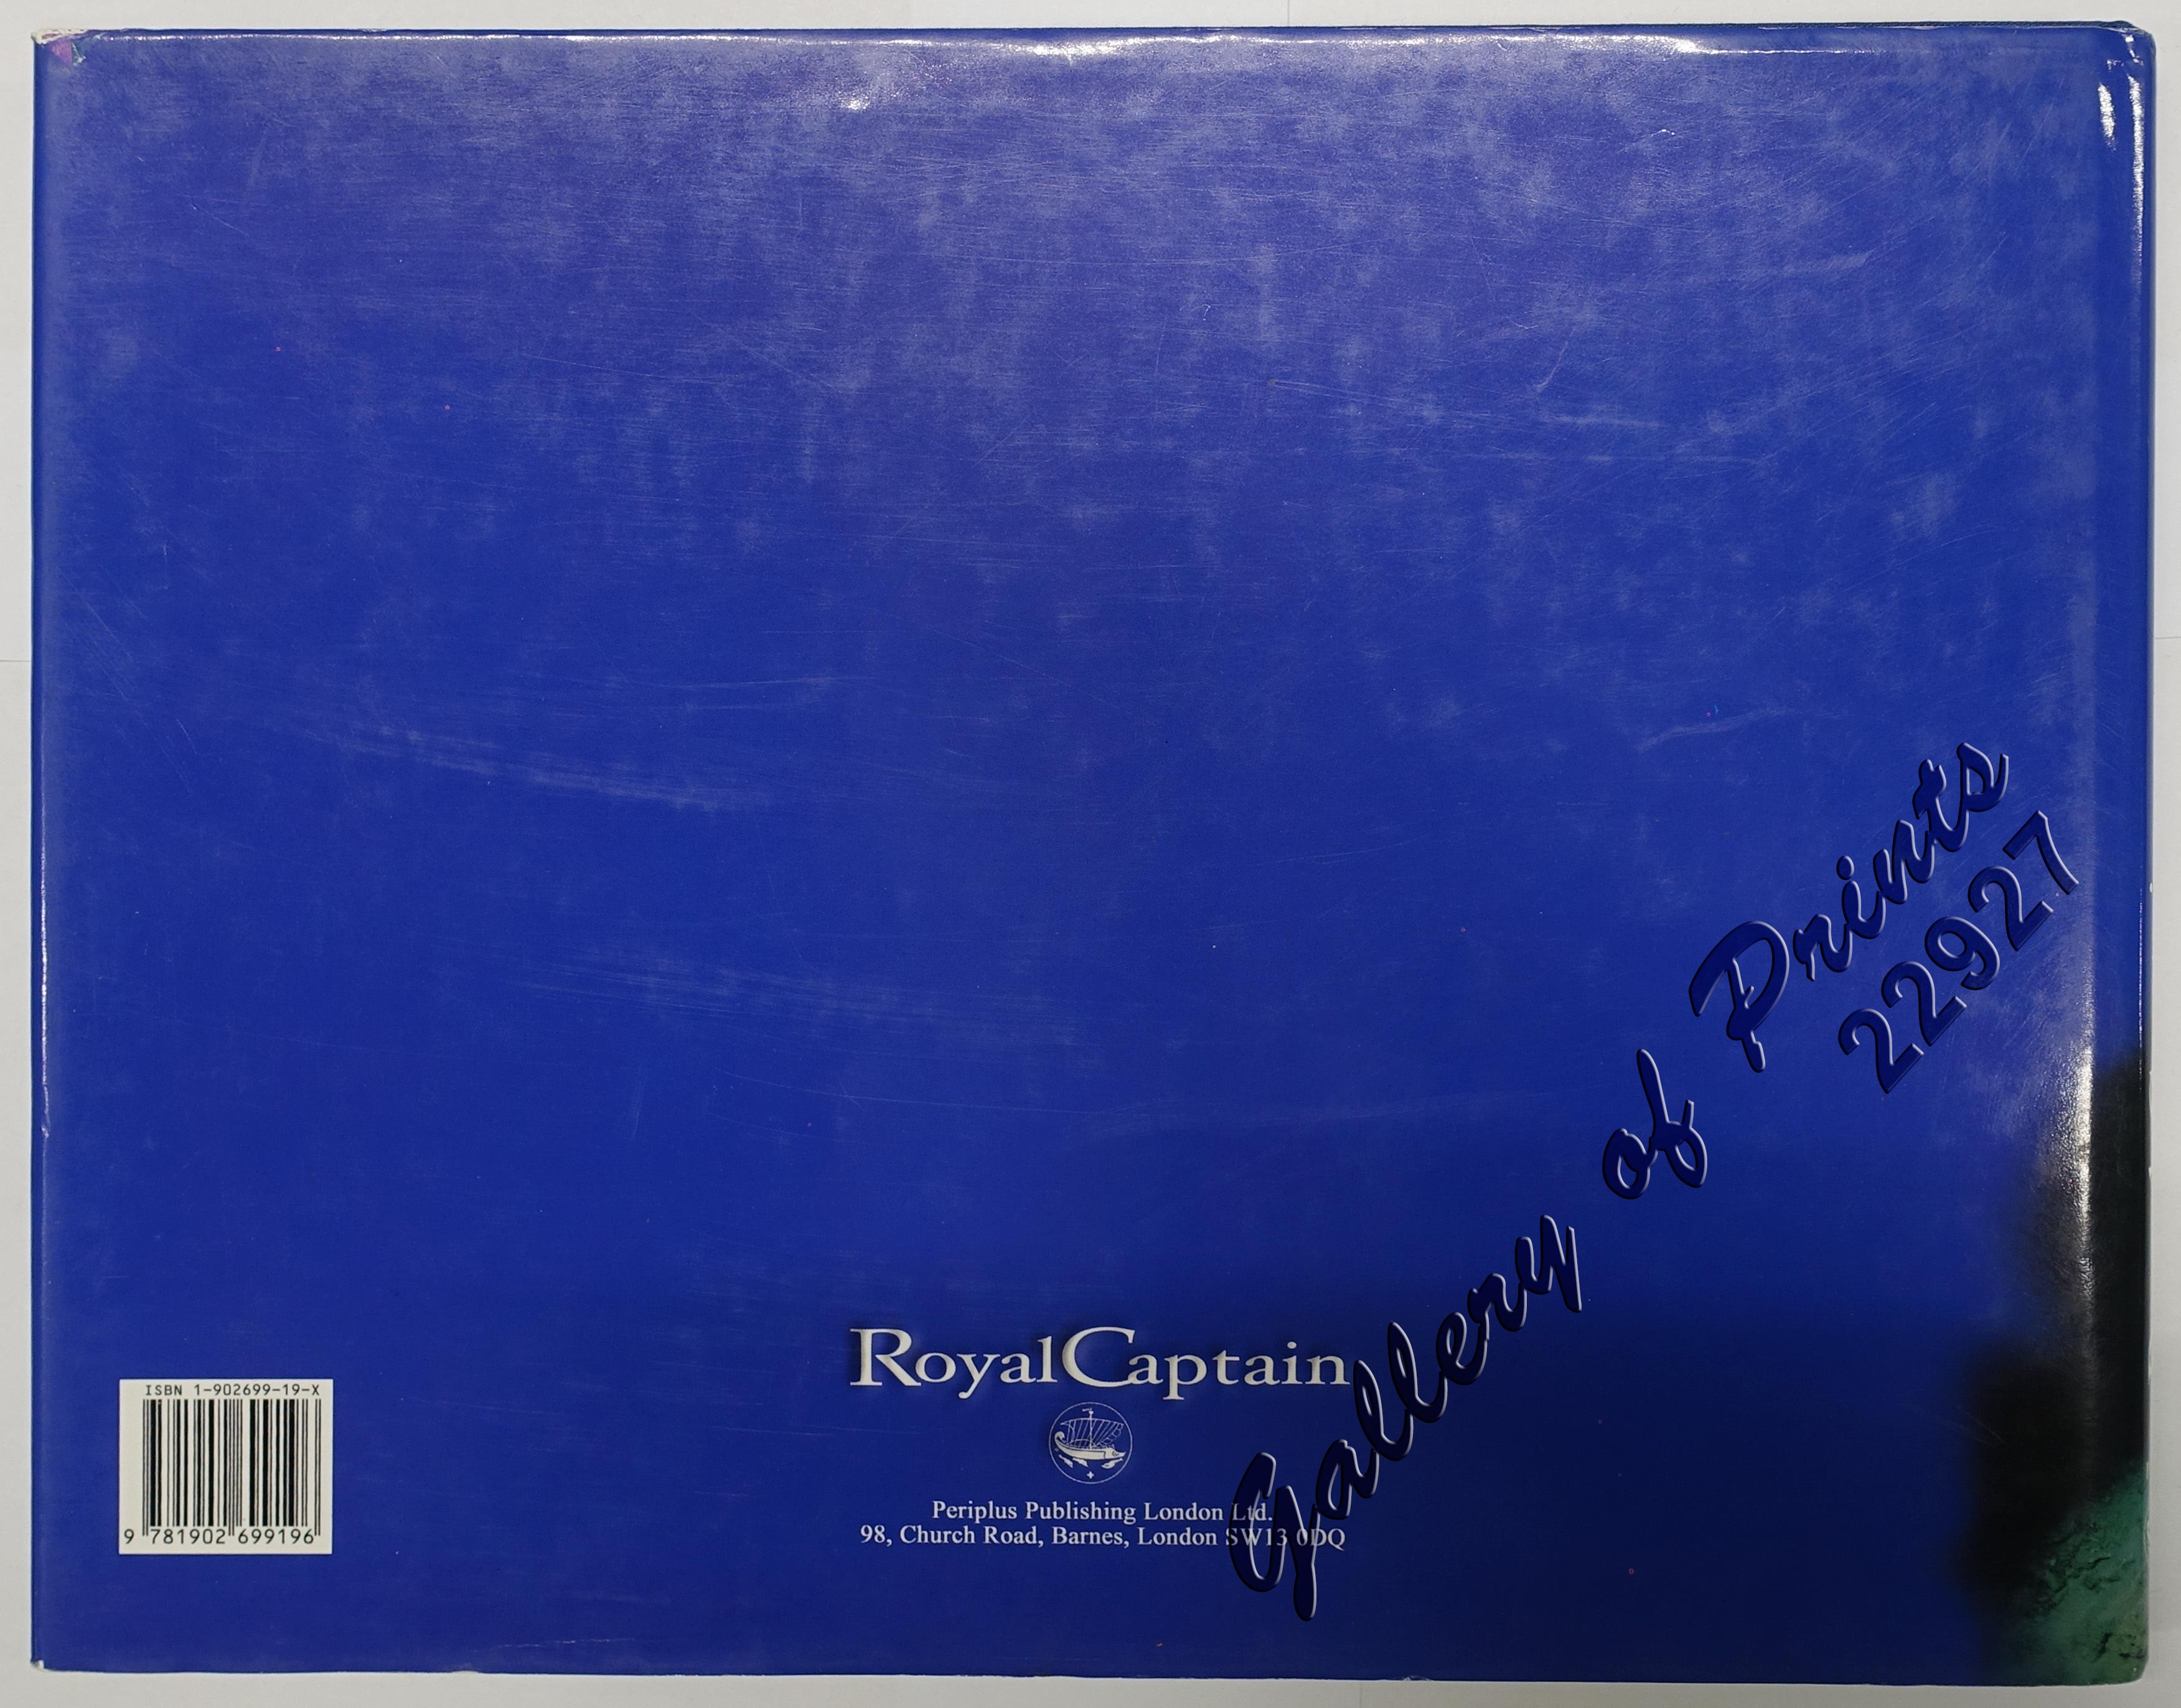 Gallery of Prints
22927
RoyalCaptain
ISBN 1-902699-19-X
9 781902 699196
Periplus Publishing London Ltd.
98, Church Road, Barnes, London SW13 0DQ